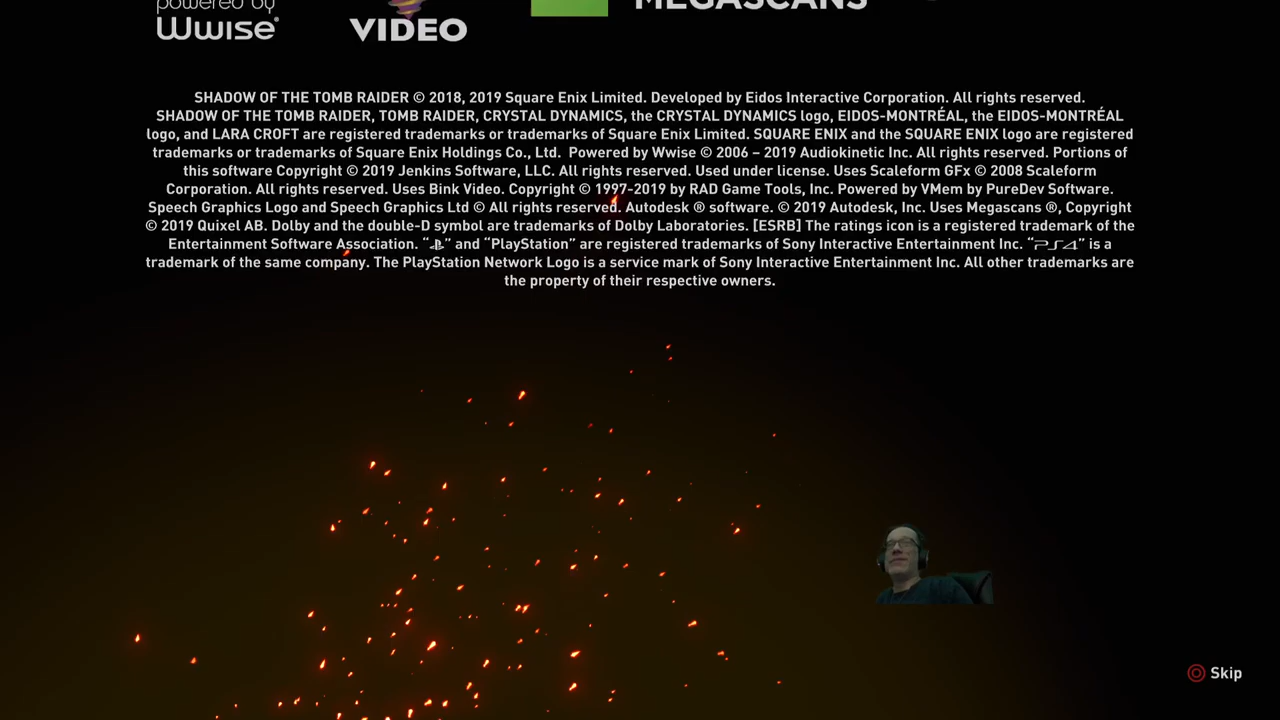 powered by
Wwise®
VIDEO
MEGASCANS
SHADOW OF THE TOMB RAIDER © 2018, 2019 Square Enix Limited. Developed by Eidos Interactive Corporation. All rights reserved.
SHADOW OF THE TOMB RAIDER, TOMB RAIDER, CRYSTAL DYNAMICS, the CRYSTAL DYNAMICS logo, EIDOS-MONTRÉAL, the EIDOS-MONTRÉAL
logo, and LARA CROFT are registered trademarks or trademarks of Square Enix Limited. SQUARE ENIX and the SQUARE ENIX logo are registered
trademarks or trademarks of Square Enix Holdings Co., Ltd. Powered by Wwise © 2006 – 2019 Audiokinetic Inc. All rights reserved. Portions of
this software Copyright © 2019 Jenkins Software, LLC. All rights reserved. Used under license. Uses Scaleform GFx © 2008 Scaleform
Corporation. All rights reserved. Uses Bink Video. Copyright © 1997-2019 by RAD Game Tools, Inc. Powered by VMem by PureDev Software.
Speech Graphics Logo and Speech Graphics Ltd © All rights reserved. Autodesk ® software. © 2019 Autodesk, Inc. Uses Megascans ®, Copyright
© 2019 Quixel AB. Dolby and the double-D symbol are trademarks of Dolby Laboratories. [ESRB] The ratings icon is a registered trademark of the
Entertainment Software Association. “” and “PlayStation” are registered trademarks of Sony Interactive Entertainment Inc. “PS4” is a
trademark of the same company. The PlayStation Network Logo is a service mark of Sony Interactive Entertainment Inc. All other trademarks are
the property of their respective owners.
Skip